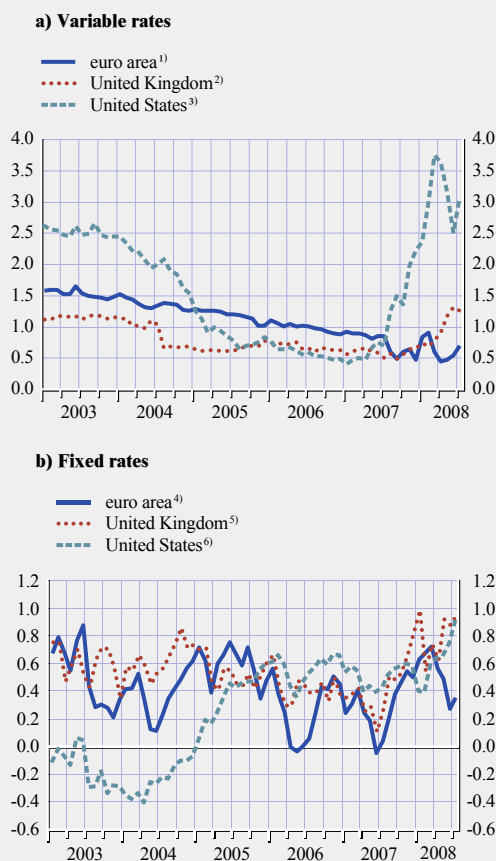 a) Variable rates
euro area1)
United Kingdom2)
United States3)
4.0 4.0
3.5 3.5
3.0 3.0
2.5 2.5
2.0 2.0
1.5 1.5
1.0 1.0
0.5 0.5
0.0 0.0
2003 2004 2005 2006 2007 2008
b) Fixed rates
euro area4)
United Kingdom5)
United States6)
1.2 1.2
1.0 1.0
0.8 0.8
0.6 0.6
0.4 0.4
0.2 0.2
0.0 0.0
-0.2 -0.2
-0.4 -0.4
-0.6 -0.6
2003 2004 2005 2006 2007 2008